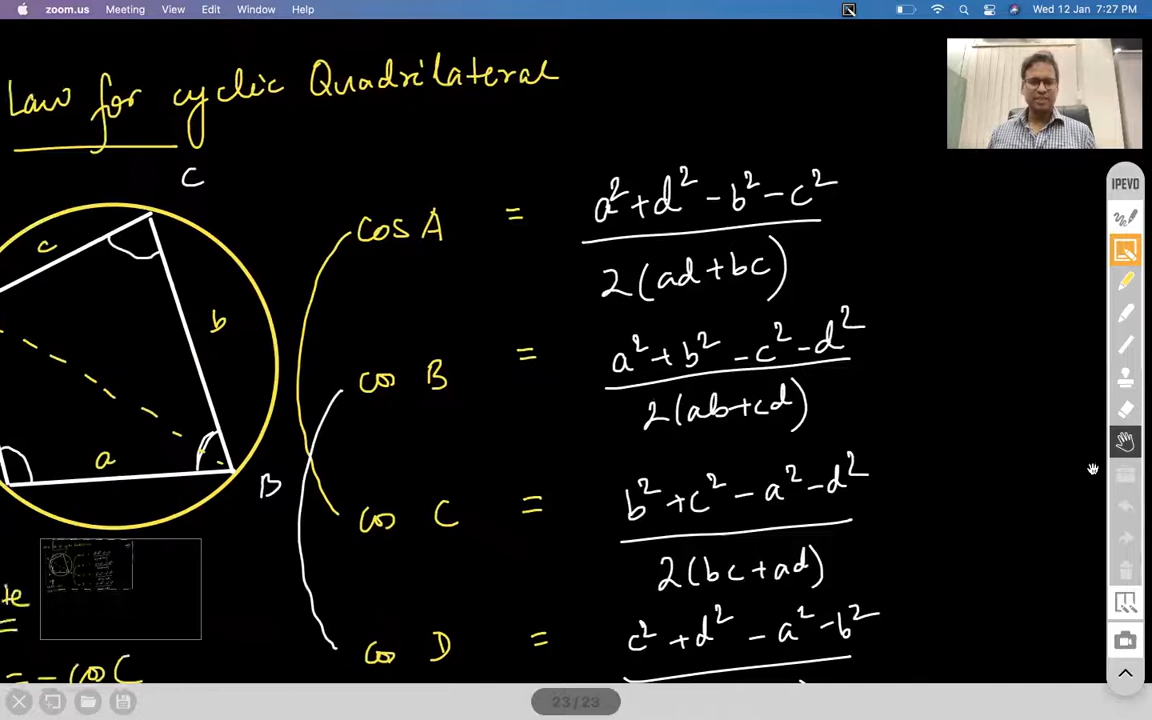 zoom.us Meeting View Edit Window Help Wed 12 Jan 7:27 PM
Law for cyclic Quadrilateral
IPEVO
C
c
b
a
B
cos A = a²+d²-b²-c² / 2(ad+bc)
cos B = a²+b²-c²-d² / 2(ab+cd)
cos C = b²+c²-a²-d² / 2(bc+ad)
cos D = c²+d²-a²-b²
te
=
= - cos C
23/23